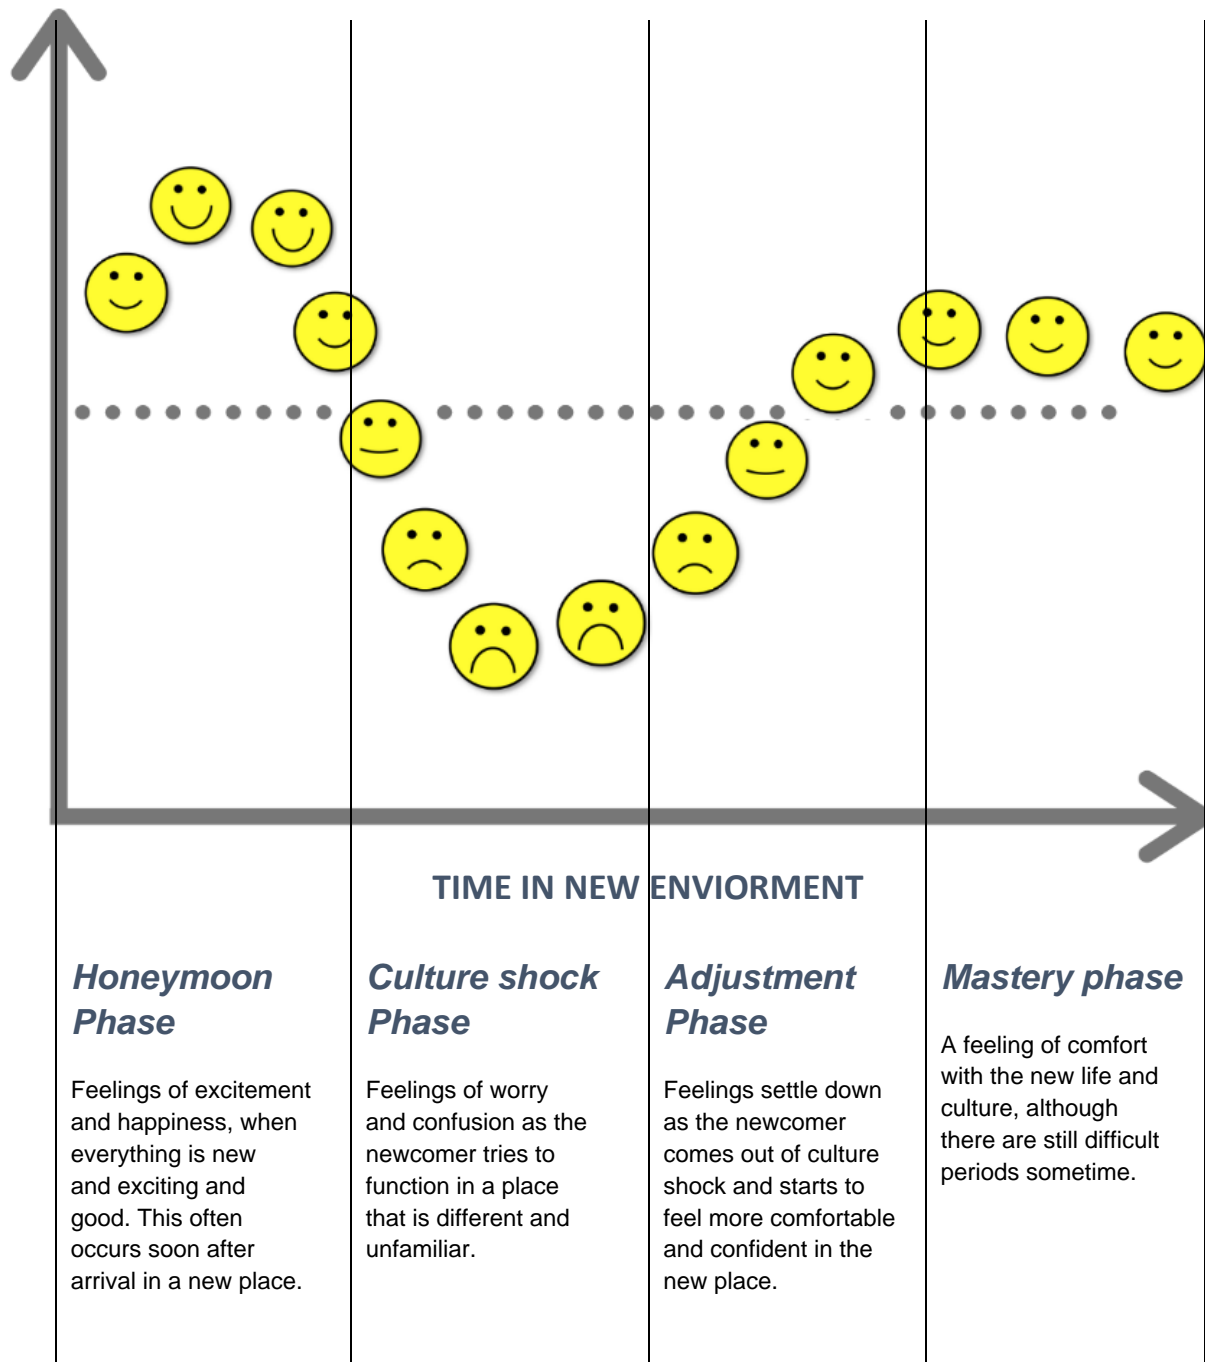 TIME IN NEW ENVIORMENT
Honeymoon
Phase
Feelings of excitement
and happiness, when
everything is new
and exciting and
good. This often
occurs soon after
arrival in a new place.
Culture shock
Phase
Feelings of worry
and confusion as the
newcomer tries to
function in a place
that is different and
unfamiliar.
Adjustment
Phase
Feelings settle down
as the newcomer
comes out of culture
shock and starts to
feel more comfortable
and confident in the
new place.
Mastery phase
A feeling of comfort
with the new life and
culture, although
there are still difficult
periods sometime.